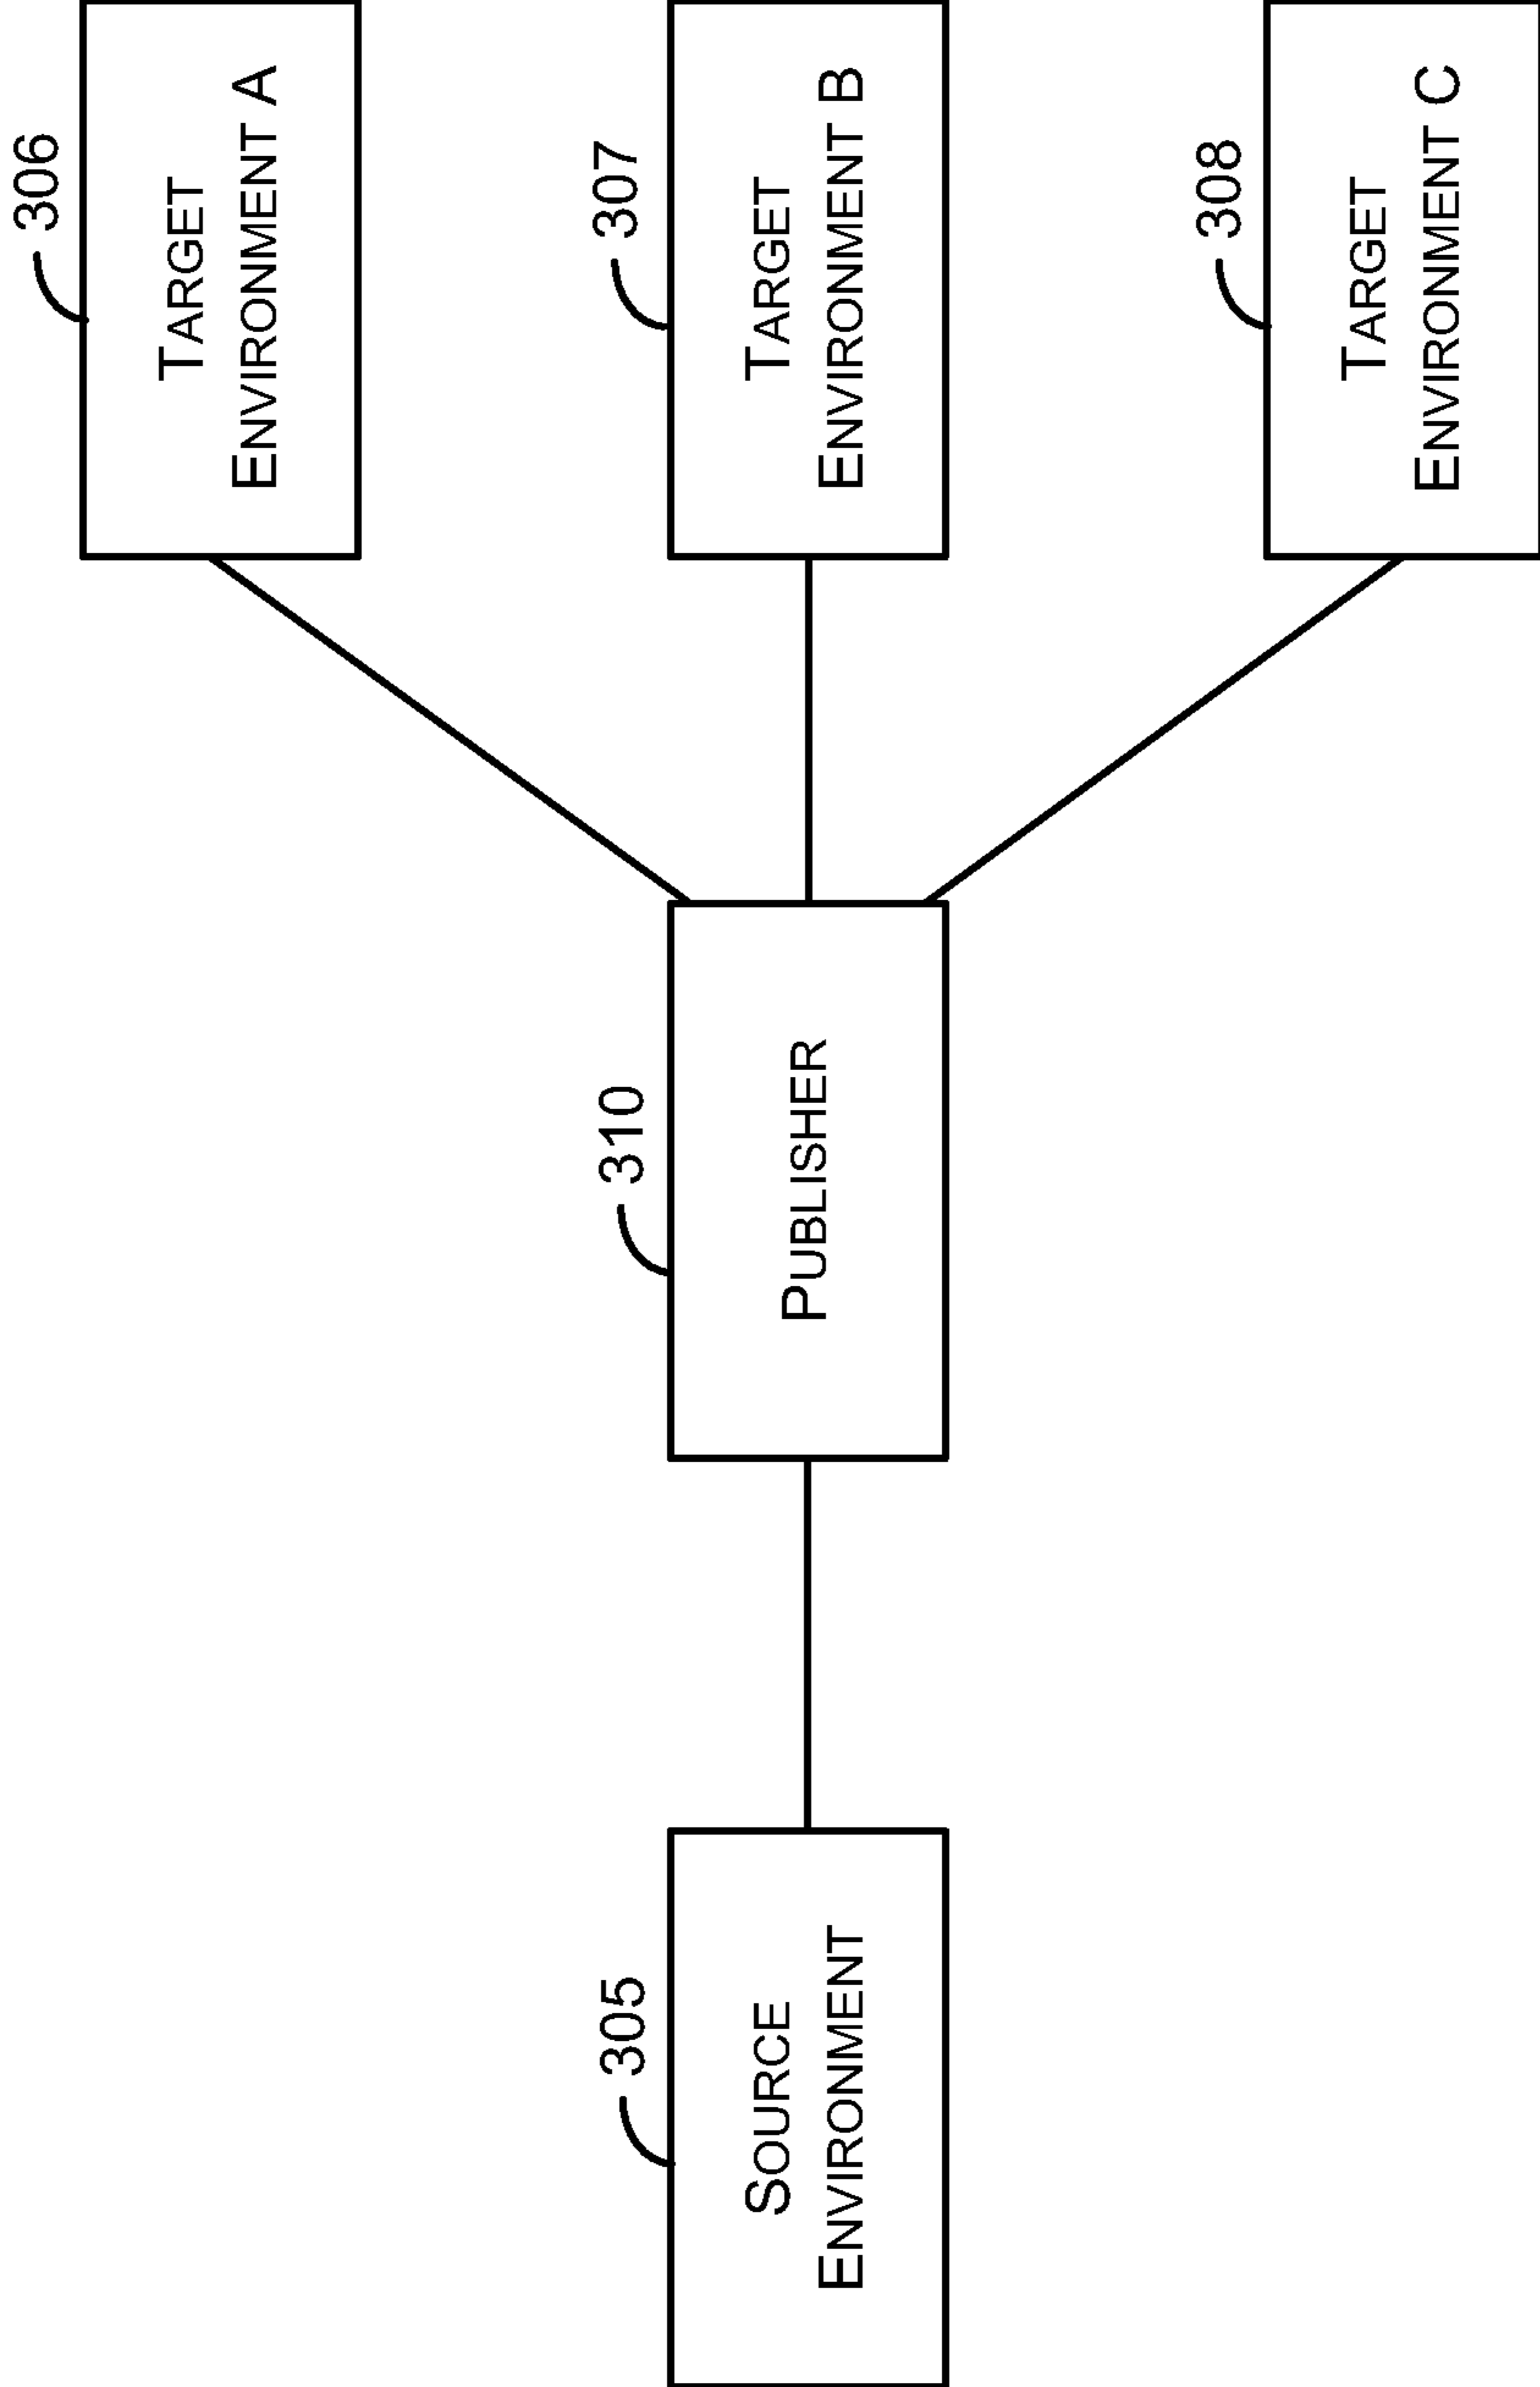 305
SOURCE
ENVIRONMENT
310
PUBLISHER
306
TARGET
ENVIRONMENT A
307
TARGET
ENVIRONMENT B
308
TARGET
ENVIRONMENT C